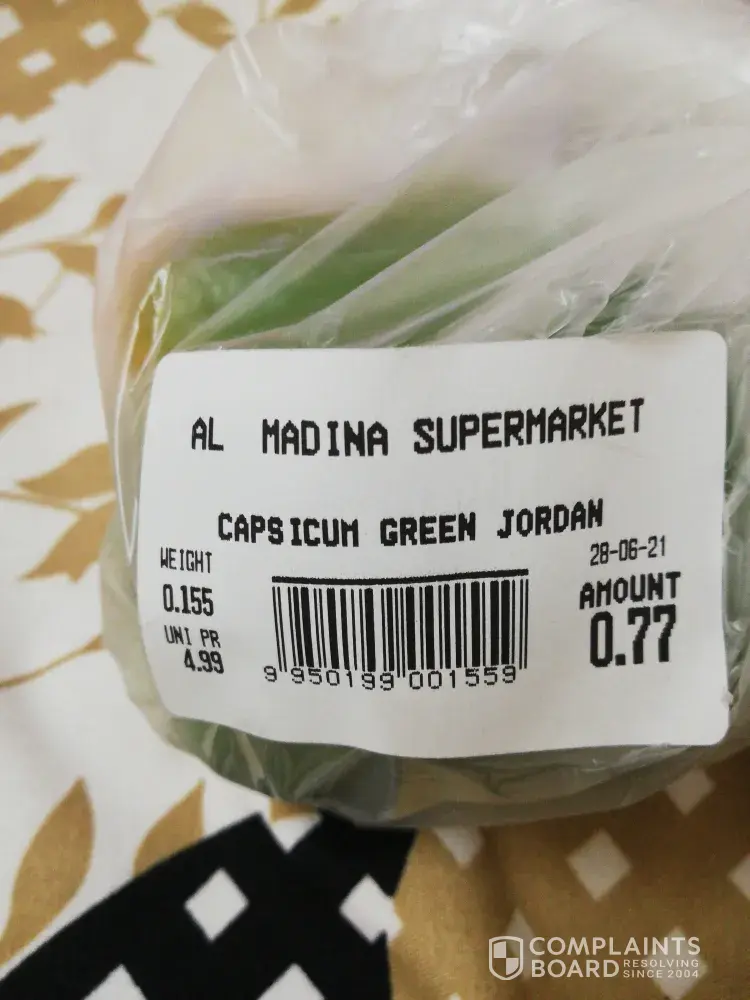 AL MADINA SUPERMARKET
CAPSICUM GREEN JORDAN
WEIGHT
0.155
UNI PR
4.99
28-06-21
AMOUNT
0.77
9 950199 001559
COMPLAINTS
BOARD RESOLVING
SINCE 2004